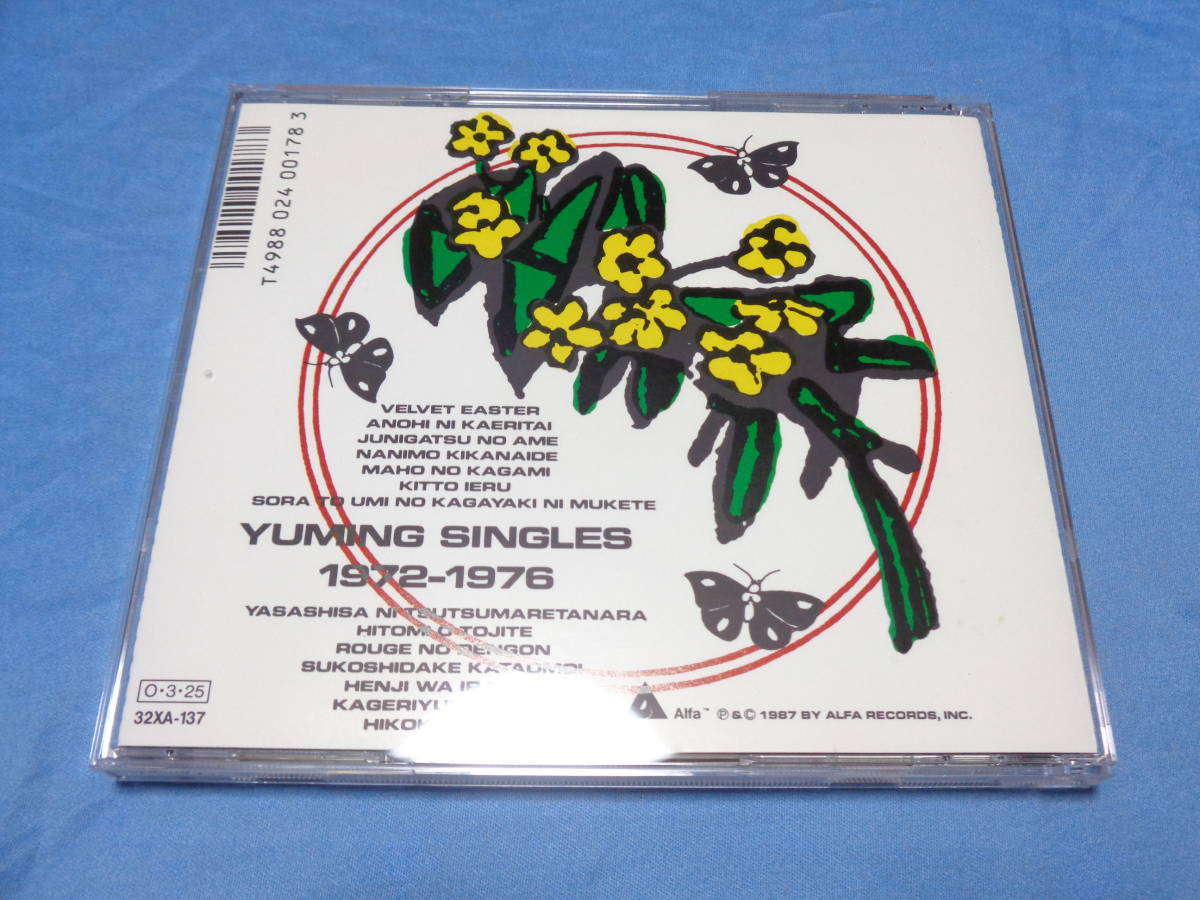 T4988 024 00178 3
VELVET EASTER
ANOHI NI KAERITAI
JUNIGATSU NO AME
NANIMO KIKANAIDE
MAHO NO KAGAMI
KITTO IERU
SORA TO UMI NO KAGAYAKI NI MUKETE
YUMING SINGLES
1972-1976
YASASHISA NI TSUTSUMARETANARA
HITOMI O TOJITE
ROUGE NO DENGON
SUKOSHIDAKE KATAOMOI
HENJI WA
O・3・25
32XA-137
Alfa™ ℗&© 1987 BY ALFA RECORDS, INC.